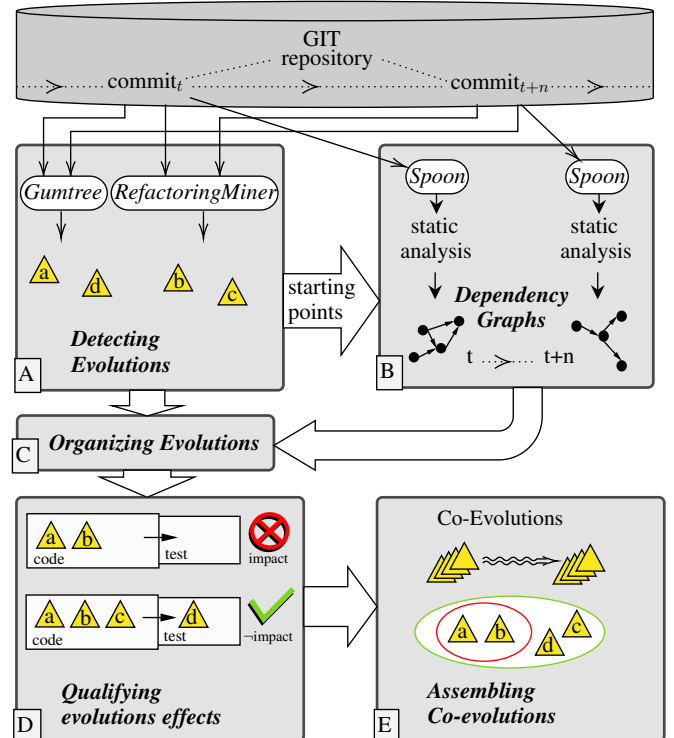 GIT
repository
commit_t
commit_{t+n}
Gumtree
RefactoringMiner
a
d
b
c
Detecting
Evolutions
A
starting
points
Spoon
Spoon
static
analysis
static
analysis
Dependency
Graphs
t
t+n
B
C
Organizing Evolutions
a b
code
test
impact
a b c
d
code
test
¬impact
Qualifying
evolutions effects
D
Co-Evolutions
a b d c
Assembling
Co-evolutions
E